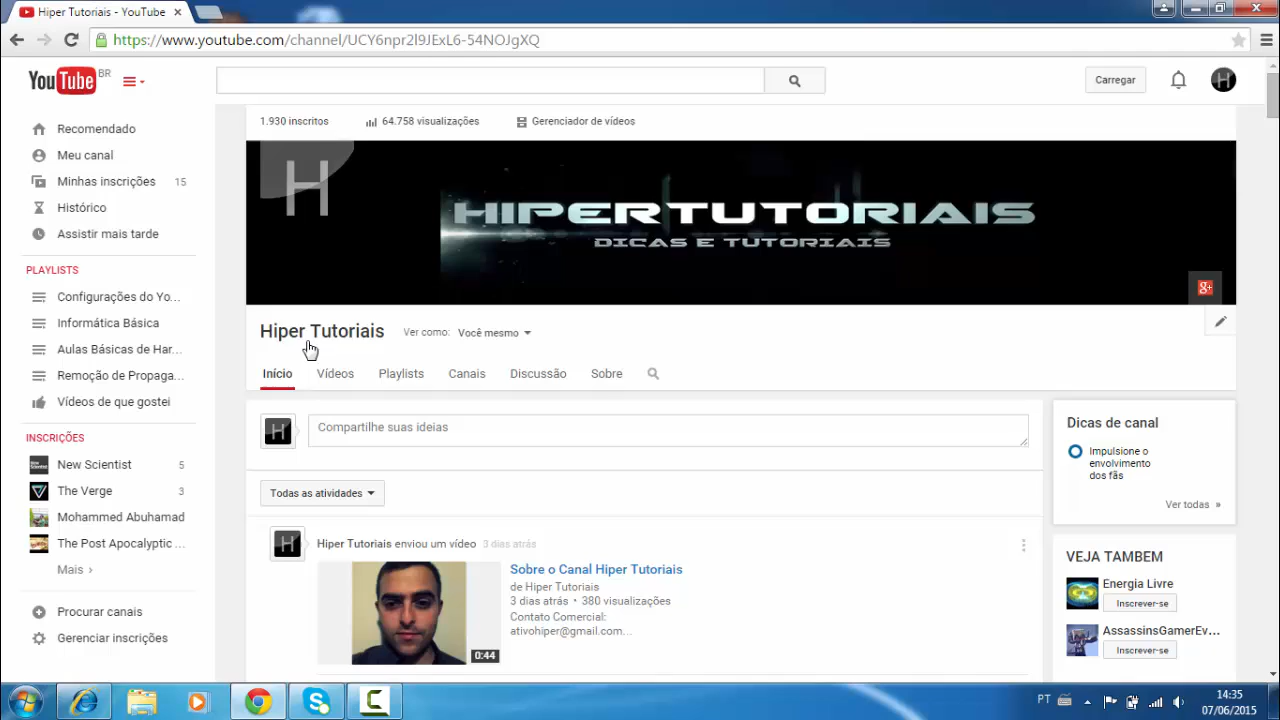 Hiper Tutoriais - YouTube
https://www.youtube.com/channel/UCY6npr2l9JExL6-54NOJgXQ
YouTube BR
Carregar
H
Recomendado
Meu canal
Minhas inscrições 15
Histórico
Assistir mais tarde
PLAYLISTS
Configurações do Yo...
Informática Básica
Aulas Básicas de Har...
Remoção de Propaga...
Vídeos de que gostei
INSCRIÇÕES
New Scientist 5
The Verge 3
Mohammed Abuhamad
The Post Apocalyptic ...
Mais ›
Procurar canais
Gerenciar inscrições
1.930 inscritos 64.758 visualizações Gerenciador de vídeos
H
HIPERTUTORIAIS
DICAS E TUTORIAIS
g+
Hiper Tutoriais Ver como: Você mesmo
Início Vídeos Playlists Canais Discussão Sobre
H
Compartilhe suas ideias
Todas as atividades
H
Hiper Tutoriais enviou um vídeo 3 dias atrás
0:44
Sobre o Canal Hiper Tutoriais
de Hiper Tutoriais
3 dias atrás • 380 visualizações
Contato Comercial:
ativohiper@gmail.com...
Dicas de canal
Impulsione o
envolvimento
dos fãs
Ver todas »
VEJA TAMBEM
Energia Livre
Inscrever-se
AssassinsGamerEv...
Inscrever-se
PT
14:35
07/06/2015